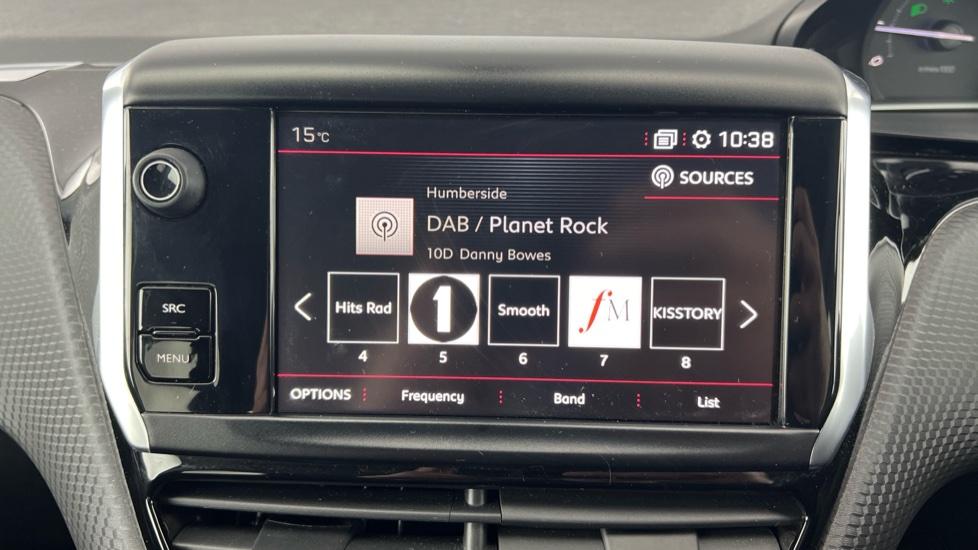 15°C
10:38
SOURCES
Humberside
DAB / Planet Rock
10D Danny Bowes
SRC
MENU
Hits Rad
1
Smooth
fM
KISSTORY
4
5
6
7
8
OPTIONS
Frequency
Band
List